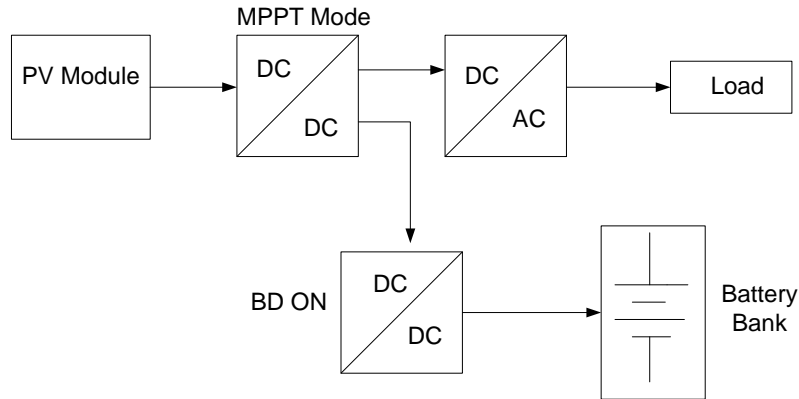 MPPT Mode
PV Module
DC
DC
DC
AC
Load
BD ON
DC
DC
Battery
Bank